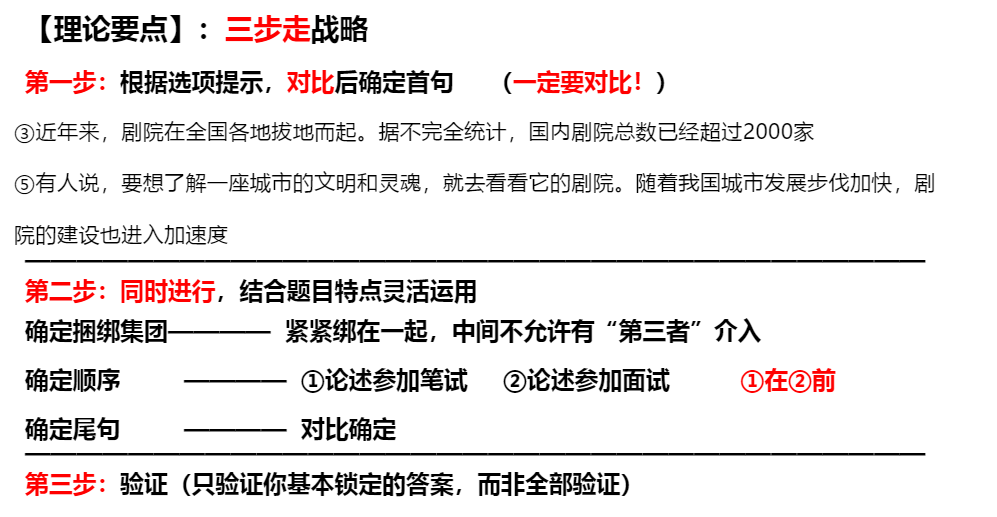 【理论要点】：三步走战略
第一步：根据选项提示，对比后确定首句 （一定要对比！）
③近年来，剧院在全国各地拔地而起。据不完全统计，国内剧院总数已经超过2000家
⑤有人说，要想了解一座城市的文明和灵魂，就去看看它的剧院。随着我国城市发展步伐加快，剧
院的建设也进入加速度
第二步：同时进行，结合题目特点灵活运用
确定捆绑集团———— 紧紧绑在一起，中间不允许有“第三者”介入
确定顺序 ———— ①论述参加笔试 ②论述参加面试 ①在②前
确定尾句 ———— 对比确定
第三步：验证（只验证你基本锁定的答案，而非全部验证）